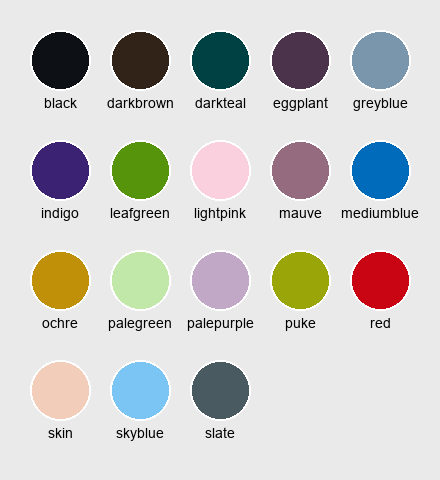 black darkbrown darkteal eggplant greyblue
indigo leafgreen lightpink mauve mediumblue
ochre palegreen palepurple puke red
skin skyblue slate